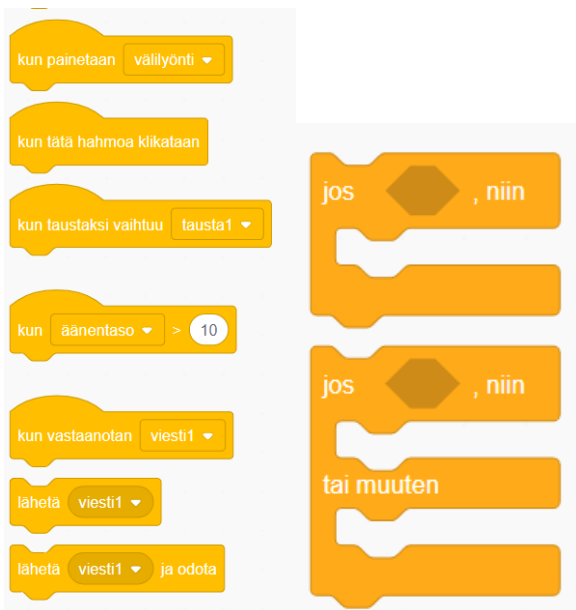 kun painetaan välilyönti
kun tätä hahmoa klikataan
kun taustaksi vaihtuu tausta1
kun äänentaso > 10
kun vastaanotan viesti1
lähetä viesti1
lähetä viesti1 ja odota
jos , niin
jos , niin
tai muuten